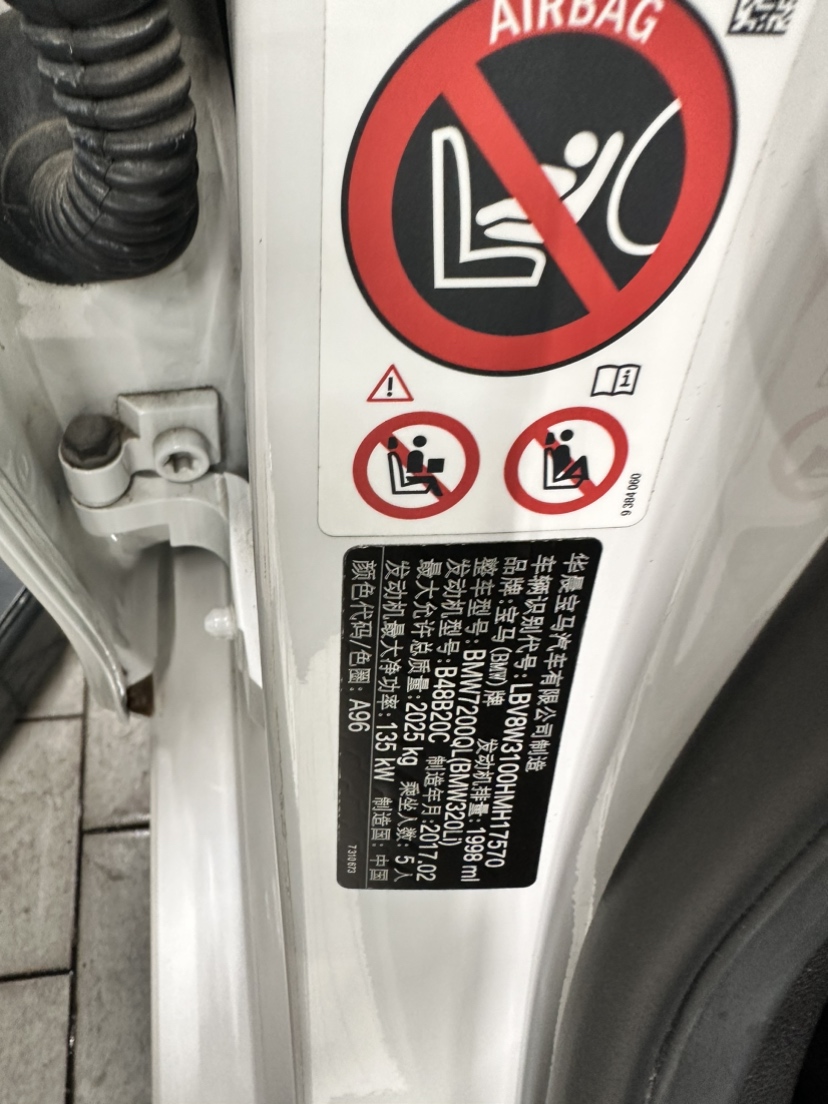 AIRBAG
9 384 060
华晨宝马汽车有限公司制造
车辆识别代号: LBV8W3100HMH17570
品牌: 宝马 (BMW) 牌 发动机排量: 1998 ml
整车型号: BMW7200QL(BMW320Li)
发动机型号: B48B20C 制造年月: 2017.02
最大允许总质量: 2025 kg 乘坐人数: 5 人
发动机最大净功率: 135 kW 制造国: 中国
颜色代码/色圈: A96
7310673